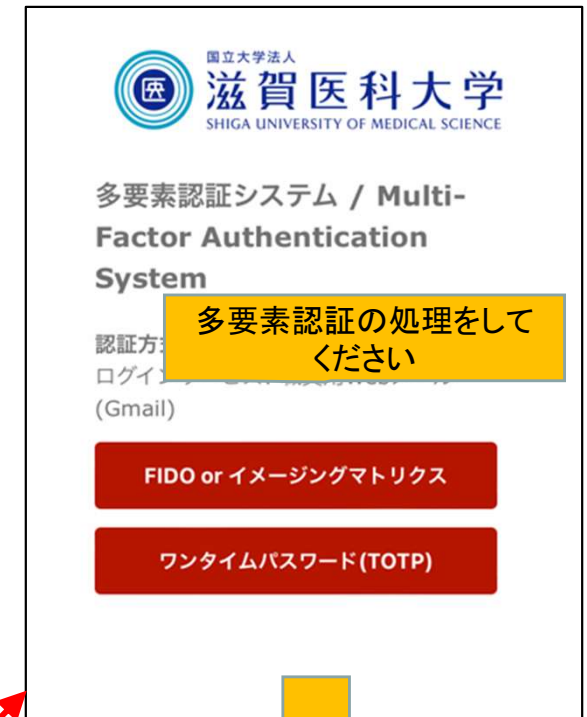 国立大学法人
滋賀医科大学
SHIGA UNIVERSITY OF MEDICAL SCIENCE
多要素認証システム / Multi-
Factor Authentication
System
多要素認証の処理をして
ください
認証方
ログイン
(Gmail)
FIDO or イメージングマトリクス
ワンタイムパスワード(TOTP)